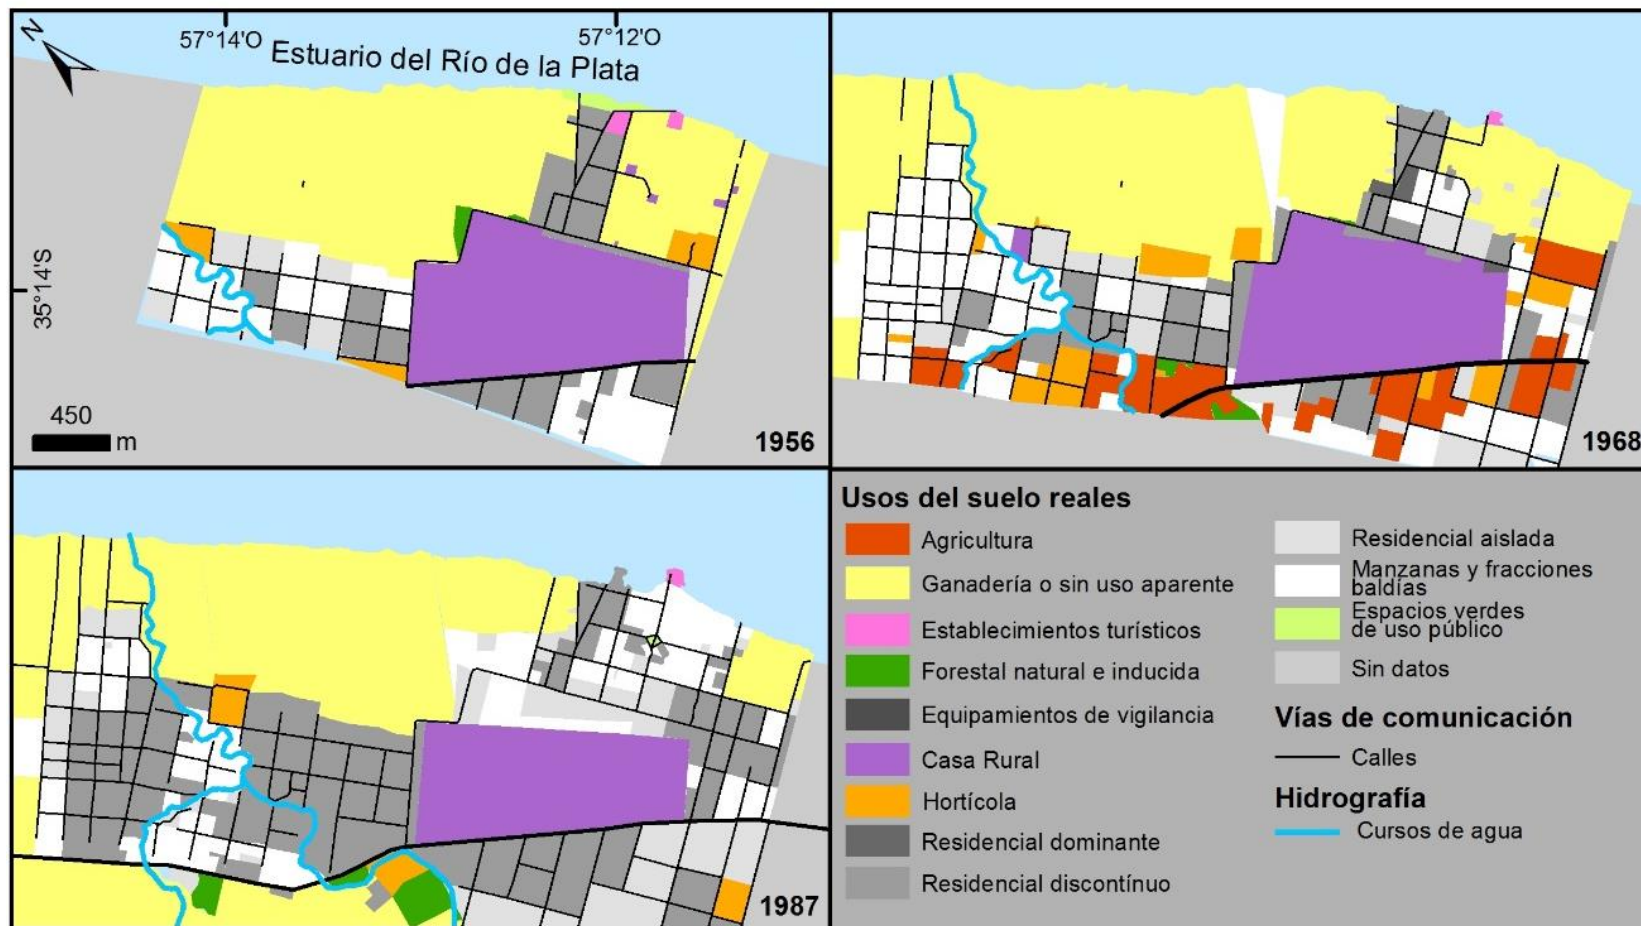 N
57°14'O
57°12'O
Estuario del Río de la Plata
35°14'S
450
m
1956
1968
1987
Usos del suelo reales
Agricultura
Ganadería o sin uso aparente
Establecimientos turísticos
Forestal natural e inducida
Equipamientos de vigilancia
Casa Rural
Hortícola
Residencial dominante
Residencial discontínuo
Residencial aislada
Manzanas y fracciones
baldías
Espacios verdes
de uso público
Sin datos
Vías de comunicación
Calles
Hidrografía
Cursos de agua